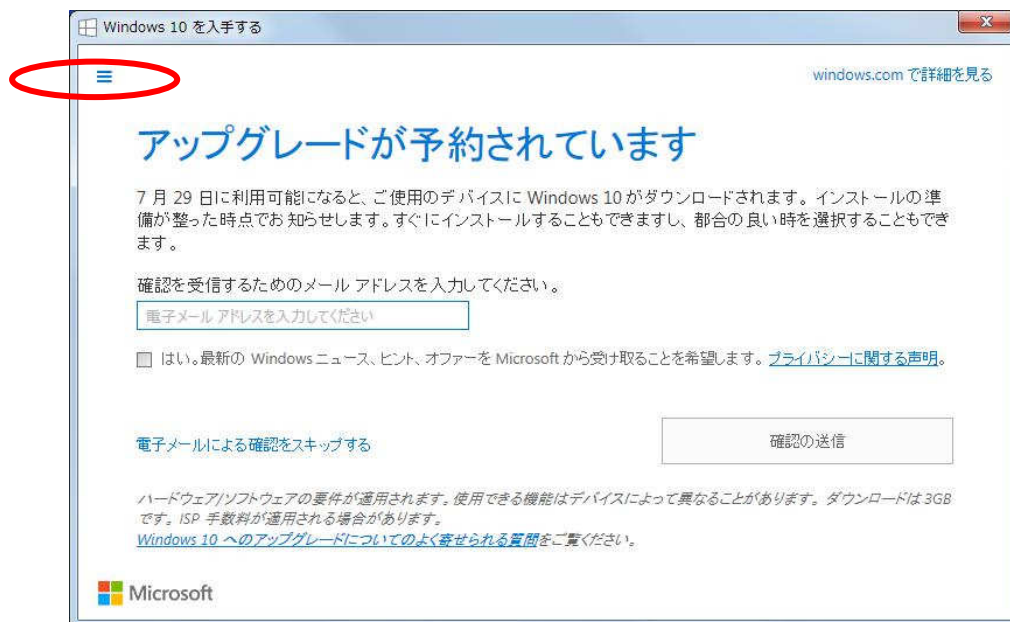 Windows 10 を入手する
windows.com で詳細を見る
アップグレードが予約されています
7 月 29 日に利用可能になると、ご使用のデバイスに Windows 10 がダウンロードされます。インストールの準
備が整った時点でお知らせします。すぐにインストールすることもできますし、都合の良い時を選択することもでき
ます。
確認を受信するためのメール アドレスを入力してください。
電子メール アドレスを入力してください
はい。最新の Windows ニュース、ヒント、オファーを Microsoft から受け取ることを希望します。プライバシーに関する声明。
電子メールによる確認をスキップする
確認の送信
ハードウェア/ソフトウェアの要件が適用されます。使用できる機能はデバイスによって異なることがあります。ダウンロードは 3GB
です。ISP 手数料が適用される場合があります。
Windows 10 へのアップグレードについてのよく寄せられる質問をご覧ください。
Microsoft